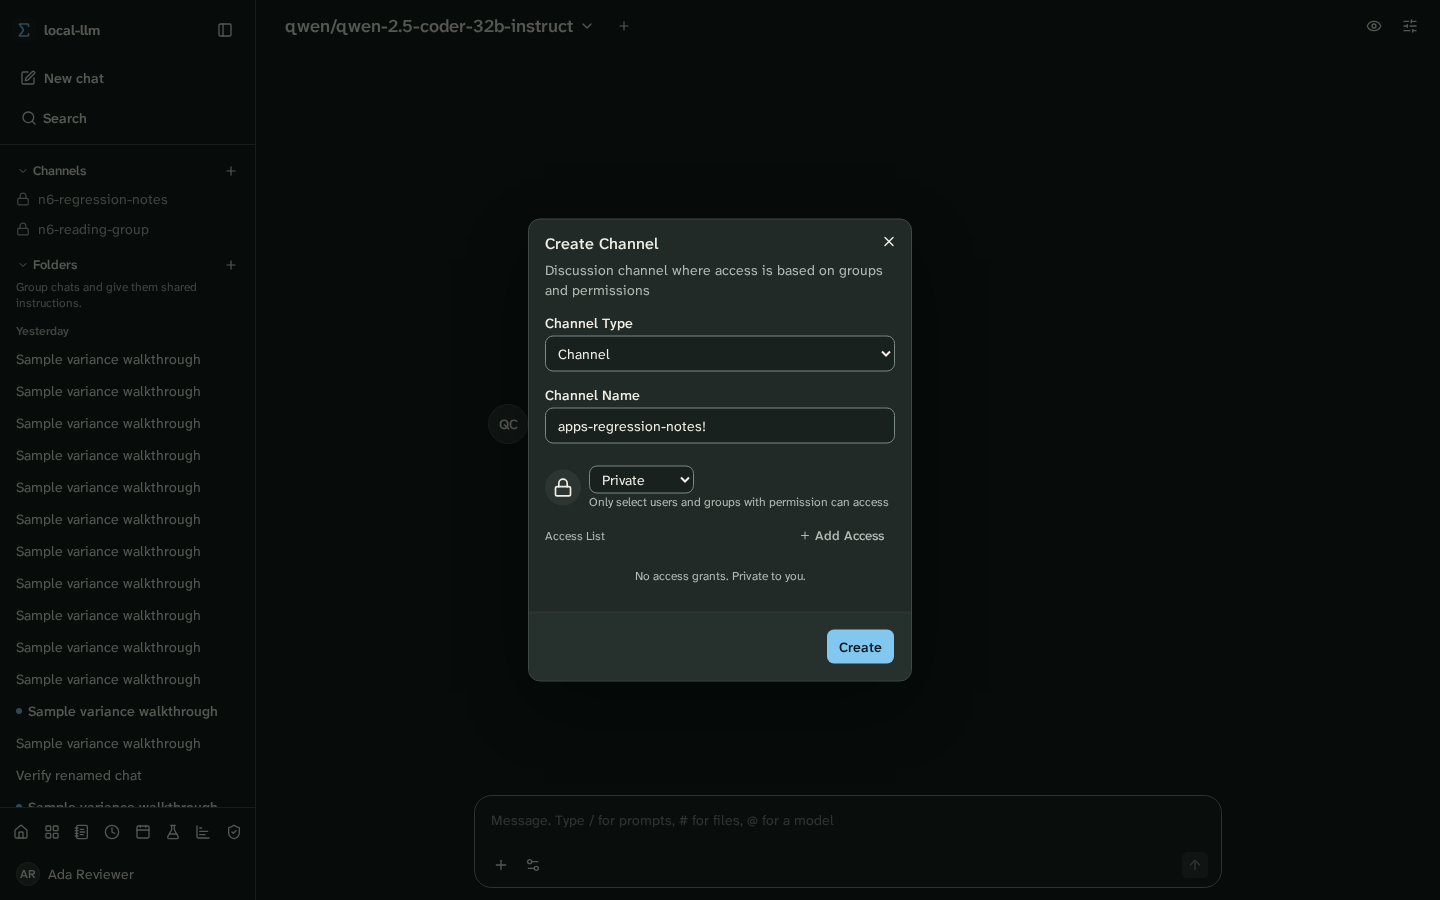 local-llm
New chat
Search
Channels
n6-regression-notes
n6-reading-group
Folders
Group chats and give them shared
instructions.
Yesterday
Sample variance walkthrough
Sample variance walkthrough
Sample variance walkthrough
Sample variance walkthrough
Sample variance walkthrough
Sample variance walkthrough
Sample variance walkthrough
Sample variance walkthrough
Sample variance walkthrough
Sample variance walkthrough
Sample variance walkthrough
Sample variance walkthrough
Sample variance walkthrough
Verify renamed chat
Sample variance walkthrough
AR Ada Reviewer
qwen/qwen-2.5-coder-32b-instruct
QC
Create Channel
Discussion channel where access is based on groups
and permissions
Channel Type
Channel
Channel Name
apps-regression-notes!
Private
Only select users and groups with permission can access
Access List + Add Access
No access grants. Private to you.
Create
Message. Type / for prompts, # for files, @ for a model